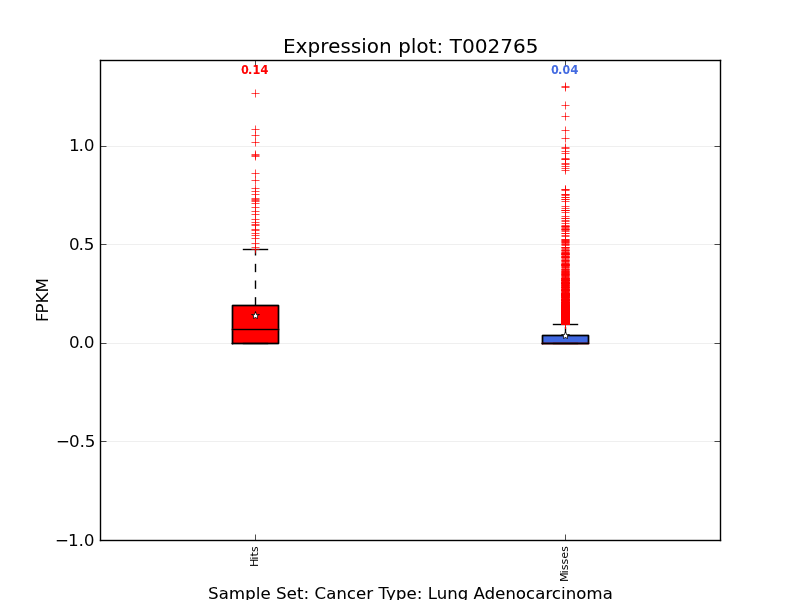 Expression plot: T002765
0.14
0.04
1.0
0.5
0.0
−0.5
−1.0
FPKM
Hits
Misses
Sample Set: Cancer Type: Lung Adenocarcinoma